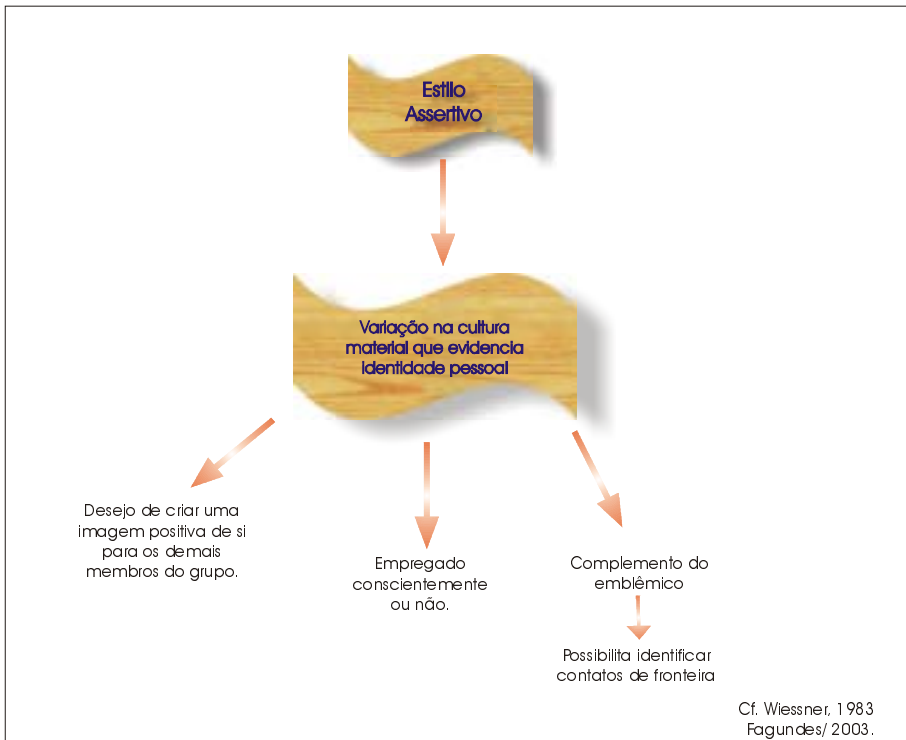 Estilo
Assertivo
Variação na cultura
material que evidencia
identidade pessoal
Desejo de criar uma
imagem positiva de si
para os demais
membros do grupo.
Empregado
conscientemente
ou não.
Complemento do
emblêmico
Possibilita identificar
contatos de fronteira
Cf. Wiessner, 1983
Fagundes/ 2003.